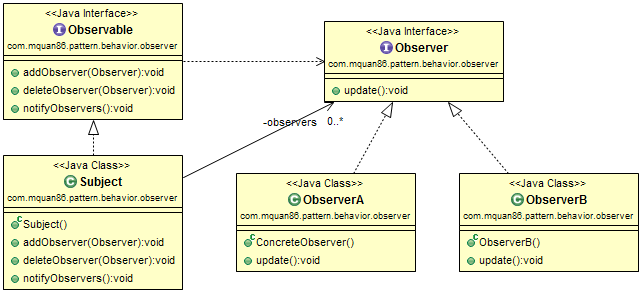 <<Java Interface>>
Observable
com.mquan86.pattern.behavior.observer
addObserver(Observer):void
deleteObserver(Observer):void
notifyObservers():void
<<Java Interface>>
Observer
com.mquan86.pattern.behavior.observer
update():void
-observers 0..*
<<Java Class>>
Subject
com.mquan86.pattern.behavior.observer
Subject()
addObserver(Observer):void
deleteObserver(Observer):void
notifyObservers():void
<<Java Class>>
ObserverA
com.mquan86.pattern.behavior.observer
ConcreteObserver()
update():void
<<Java Class>>
ObserverB
com.mquan86.pattern.behavior.observer
ObserverB()
update():void